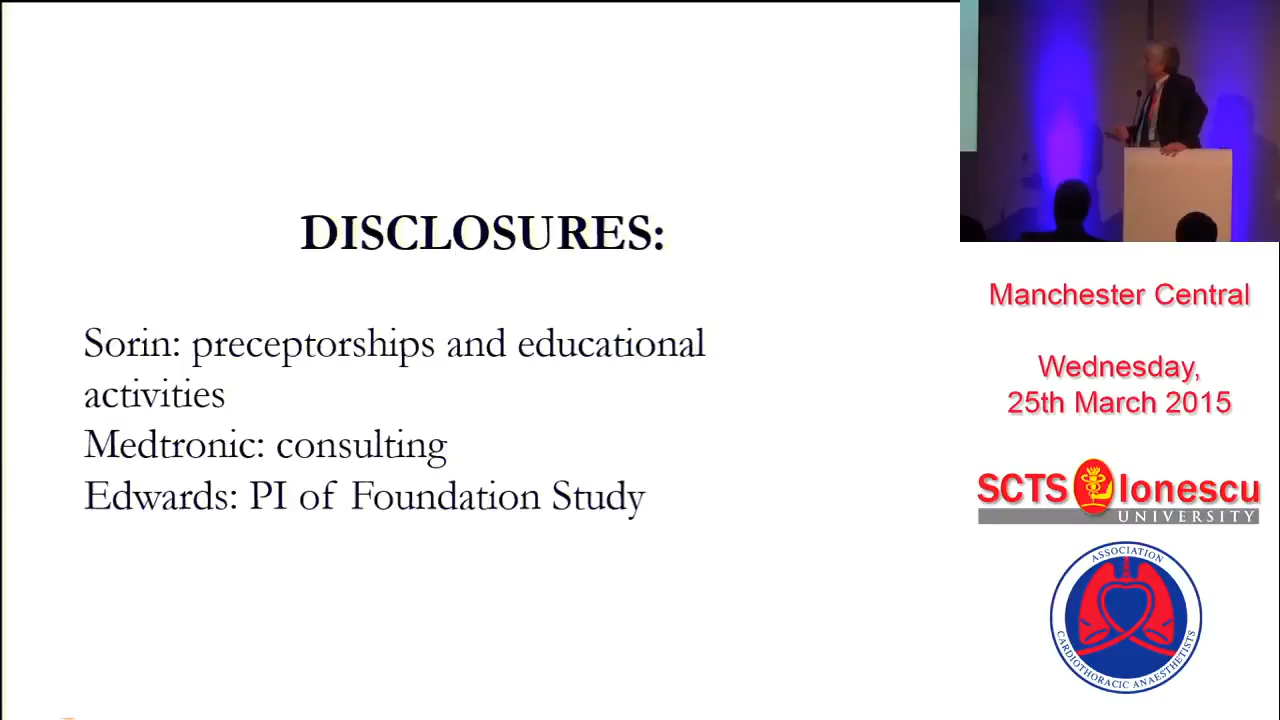 DISCLOSURES:
Sorin: preceptorships and educational
activities
Medtronic: consulting
Edwards: PI of Foundation Study
Manchester Central
Wednesday,
25th March 2015
SCTS Ionescu
UNIVERSITY
ASSOCIATION
CARDIOTHORACIC ANAESTHETISTS